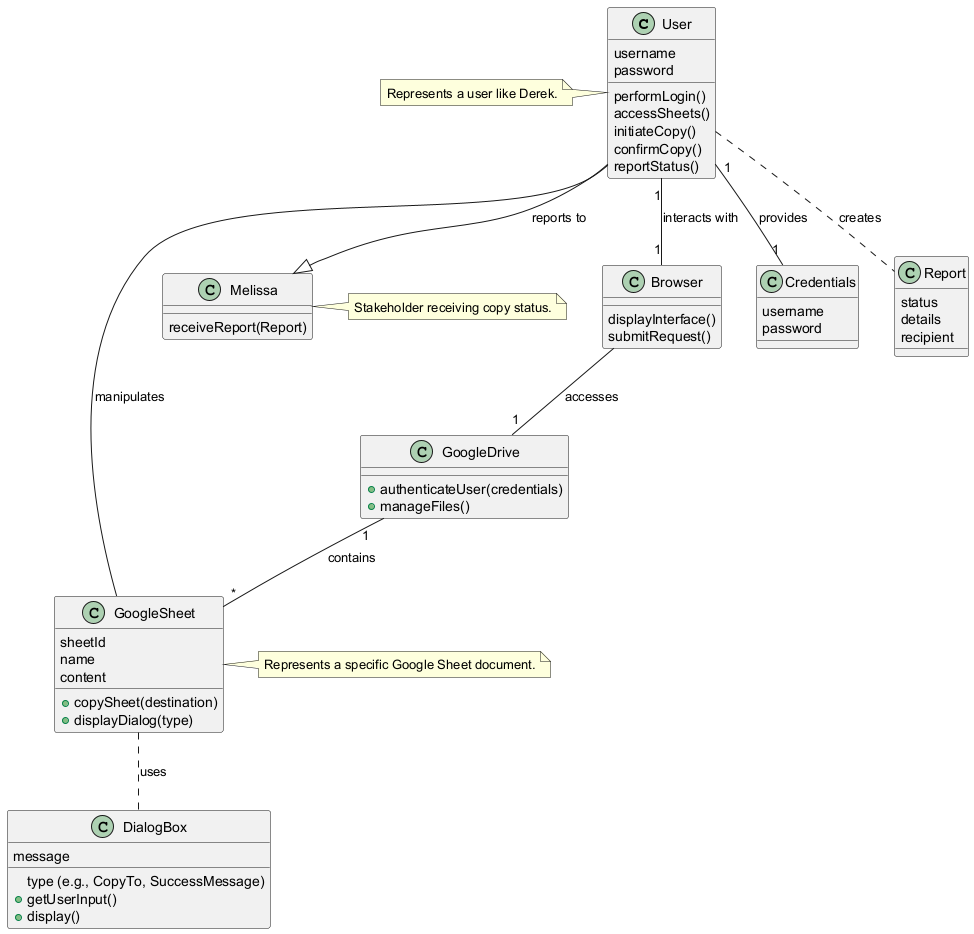 C User
username
password
performLogin()
accessSheets()
initiateCopy()
confirmCopy()
reportStatus()
Represents a user like Derek.
1
1
reports to
interacts with
provides
creates
1
1
C Melissa
receiveReport(Report)
Stakeholder receiving copy status.
C Browser
displayInterface()
submitRequest()
C Credentials
username
password
C Report
status
details
recipient
manipulates
accesses
1
C GoogleDrive
authenticateUser(credentials)
manageFiles()
1
contains
*
C GoogleSheet
sheetId
name
content
copySheet(destination)
displayDialog(type)
Represents a specific Google Sheet document.
uses
C DialogBox
message
type (e.g., CopyTo, SuccessMessage)
getUserInput()
display()